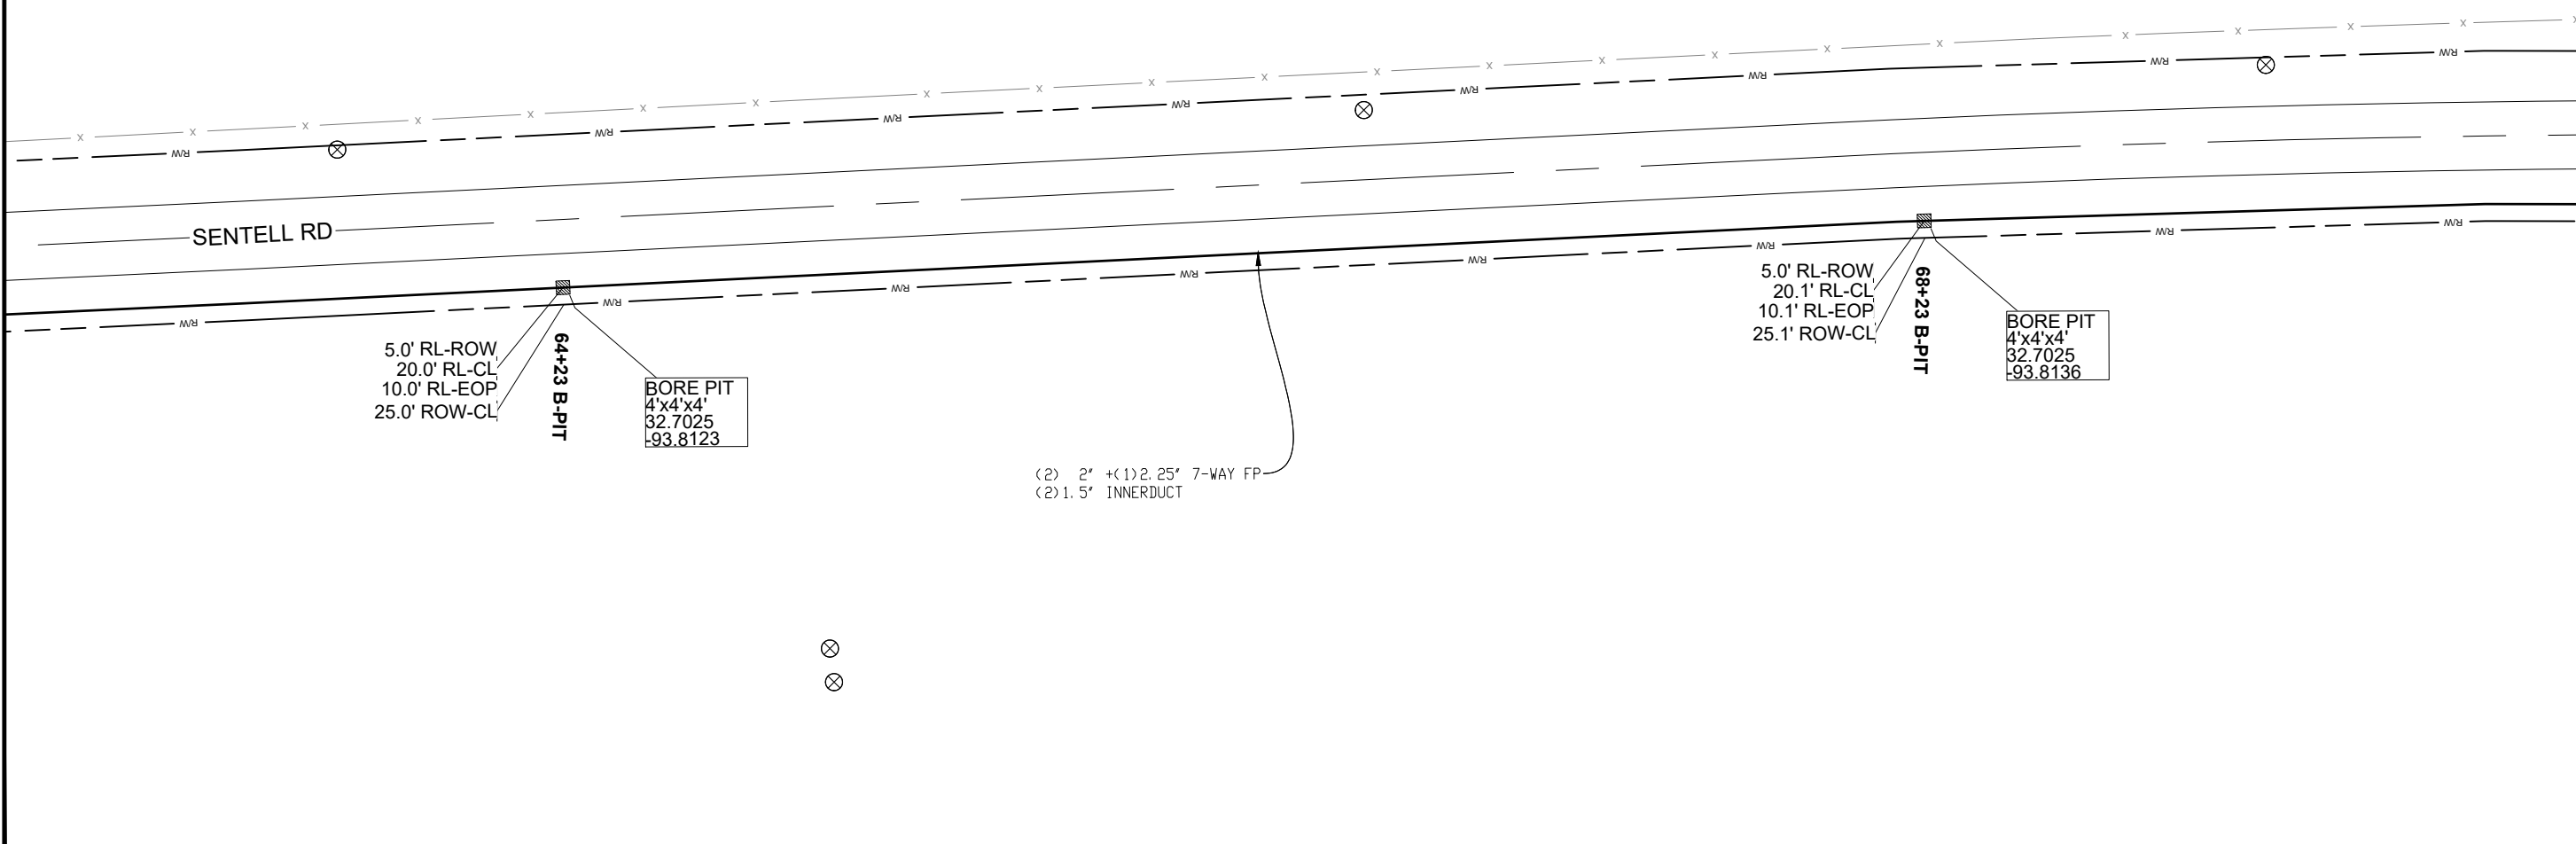 SENTELL RD
5.0' RL-ROW
20.0' RL-CL
10.0' RL-EOP
25.0' ROW-CL
64+23 B-PIT
BORE PIT
4'x4'x4'
32.7025
-93.8123
(2) 2" +(1)2.25" 7-WAY FP
(2)1.5" INNERDUCT
5.0' RL-ROW
20.1' RL-CL
10.1' RL-EOP
25.1' ROW-CL
68+23 B-PIT
BORE PIT
4'x4'x4'
32.7025
-93.8136
X X X X X X X X X X X X X X X X X X X X X X
R/W R/W R/W R/W R/W R/W R/W R/W R/W
R/W R/W R/W R/W R/W R/W R/W R/W